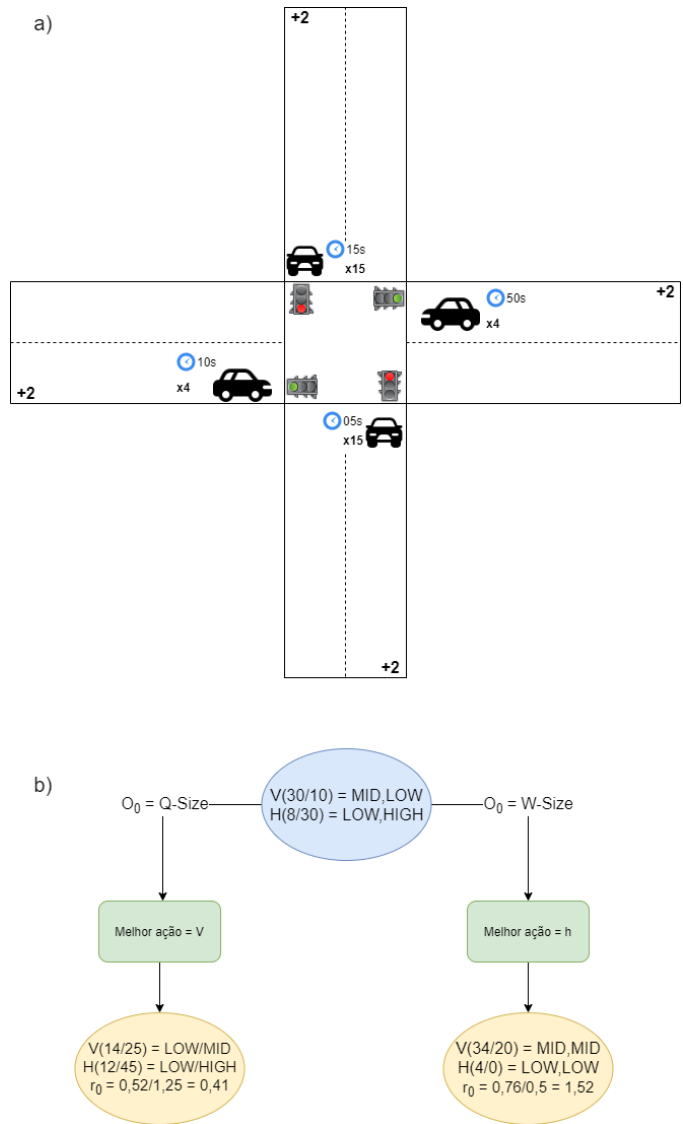 a)
+2
15s
x15
+2
50s
x4
10s
x4
+2
05s
x15
+2
b)
V(30/10) = MID,LOW
H(8/30) = LOW,HIGH
O₀ = Q-Size
O₀ = W-Size
Melhor ação = V
Melhor ação = h
V(14/25) = LOW/MID
H(12/45) = LOW/HIGH
r₀ = 0,52/1,25 = 0,41
V(34/20) = MID,MID
H(4/0) = LOW,LOW
r₀ = 0,76/0,5 = 1,52